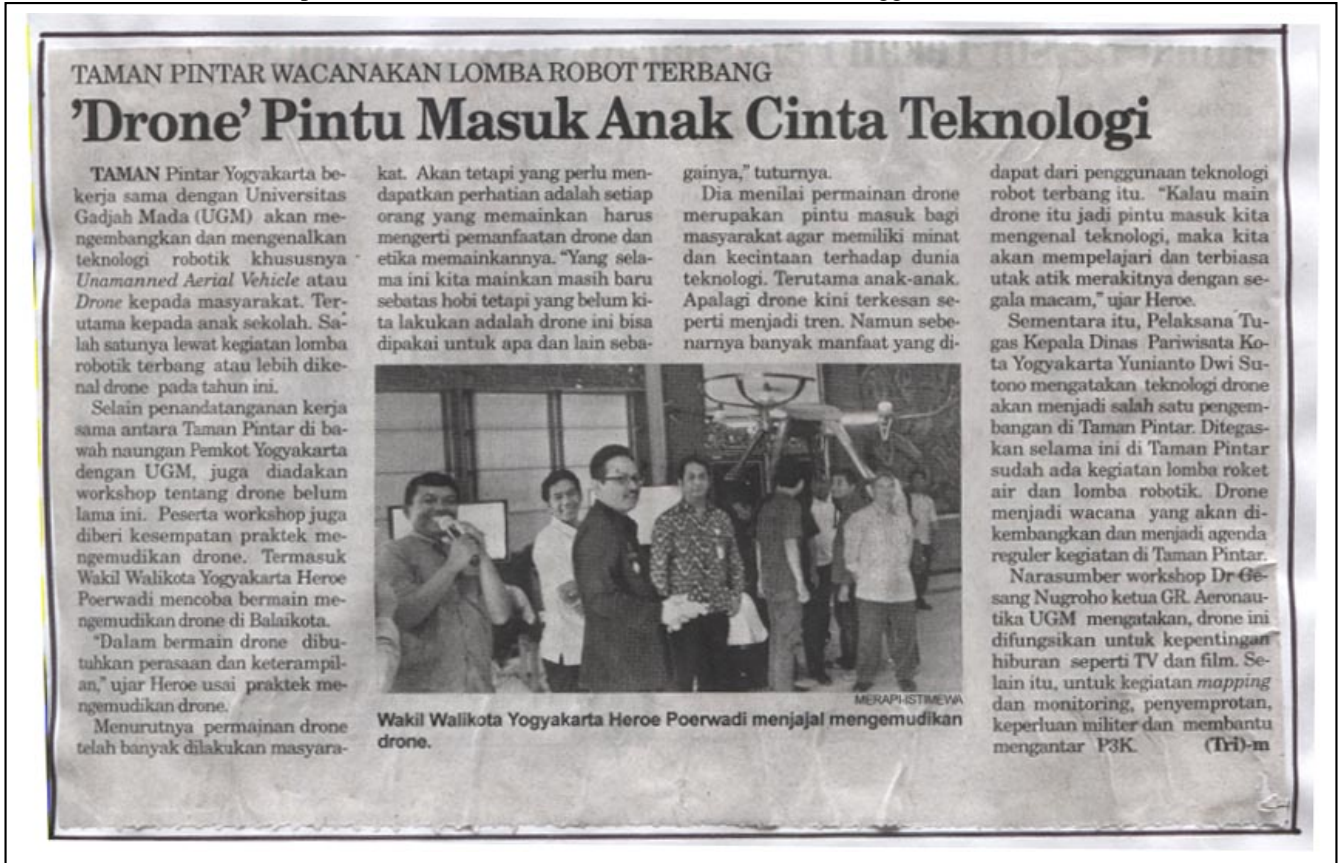 TAMAN PINTAR WACANAKAN LOMBA ROBOT TERBANG
'Drone' Pintu Masuk Anak Cinta Teknologi
TAMAN Pintar Yogyakarta be-
kerja sama dengan Universitas
Gadjah Mada (UGM) akan me-
ngembangkan dan mengenalkan
teknologi robotik khususnya
Unamanned Aerial Vehicle atau
Drone kepada masyarakat. Ter-
utama kepada anak sekolah. Sa-
lah satunya lewat kegiatan lomba
robotik terbang atau lebih dike-
nal drone pada tahun ini.
Selain penandatanganan kerja
sama antara Taman Pintar di ba-
wah naungan Pemkot Yogyakarta
dengan UGM, juga diadakan
workshop tentang drone belum
lama ini. Peserta workshop juga
diberi kesempatan praktek me-
ngemudikan drone. Termasuk
Wakil Walikota Yogyakarta Heroe
Poerwadi mencoba bermain me-
ngemudikan drone di Balaikota.
"Dalam bermain drone dibu-
tuhkan perasaan dan keterampil-
an," ujar Heroe usai praktek me-
ngemudikan drone.
Menurutnya permainan drone
telah banyak dilakukan masyara-
kat. Akan tetapi yang perlu men-
dapatkan perhatian adalah setiap
orang yang memainkan harus
mengerti pemanfaatan drone dan
etika memainkannya. "Yang sela-
ma ini kita mainkan masih baru
sebatas hobi tetapi yang belum ki-
ta lakukan adalah drone ini bisa
dipakai untuk apa dan lain seba-
gainya," tuturnya.
Dia menilai permainan drone
merupakan pintu masuk bagi
masyarakat agar memiliki minat
dan kecintaan terhadap dunia
teknologi. Terutama anak-anak.
Apalagi drone kini terkesan se-
perti menjadi tren. Namun sebe-
narnya banyak manfaat yang di-
dapat dari penggunaan teknologi
robot terbang itu. "Kalau main
drone itu jadi pintu masuk kita
mengenal teknologi, maka kita
akan mempelajari dan terbiasa
utak atik merakitnya dengan se-
gala macam," ujar Heroe.
Sementara itu, Pelaksana Tu-
gas Kepala Dinas Pariwisata Ko-
ta Yogyakarta Yunianto Dwi Su-
tono mengatakan teknologi drone
akan menjadi salah satu pengem-
bangan di Taman Pintar. Ditegas-
kan selama ini di Taman Pintar
sudah ada kegiatan lomba roket
air dan lomba robotik. Drone
menjadi wacana yang akan di-
kembangkan dan menjadi agenda
reguler kegiatan di Taman Pintar.
Narasumber workshop Dr Ge-
sang Nugroho ketua GR. Aeronau-
tika UGM mengatakan, drone ini
difungsikan untuk kepentingan
hiburan seperti TV dan film. Se-
lain itu, untuk kegiatan mapping
dan monitoring, penyemprotan,
keperluan militer dan membantu
mengantar P3K. (Tri)-m
MERAPI-ISTIMEWA
Wakil Walikota Yogyakarta Heroe Poerwadi menjajal mengemudikan
drone.